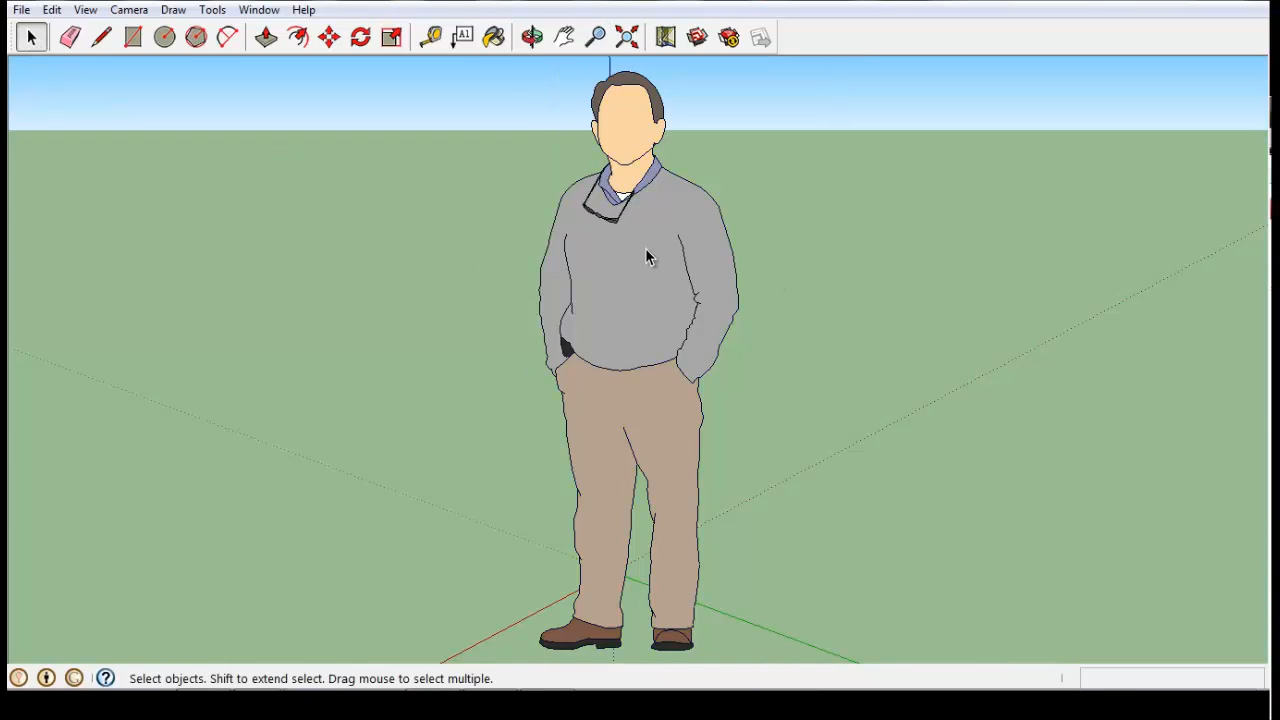 File Edit View Camera Draw Tools Window Help
A1
Select objects. Shift to extend select. Drag mouse to select multiple.